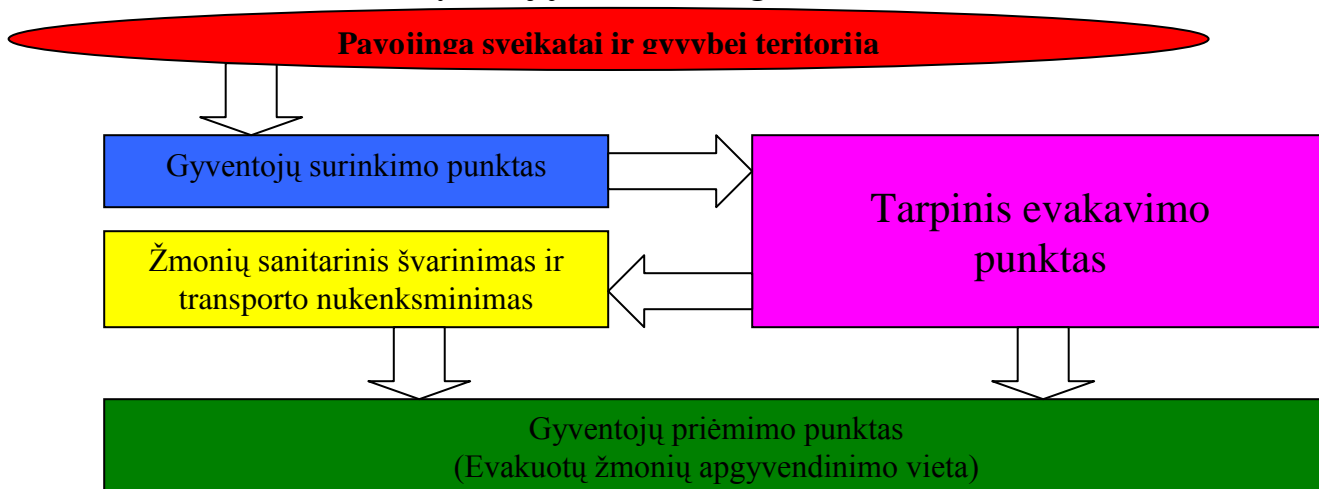 Pavojinga sveikatai ir gyvybei teritorija
Gyventojų surinkimo punktas
Tarpinis evakavimo
punktas
Žmonių sanitarinis švarinimas ir
transporto nukenksminimas
Gyventojų priėmimo punktas
(Evakuotų žmonių apgyvendinimo vieta)